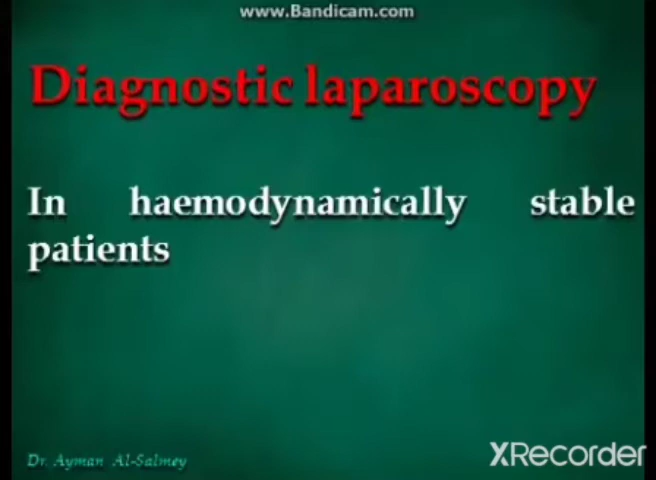 www.Bandicam.com
Diagnostic laparoscopy
In haemodynamically stable
patients
Dr. Ayman Al-Salmey
XRecorder